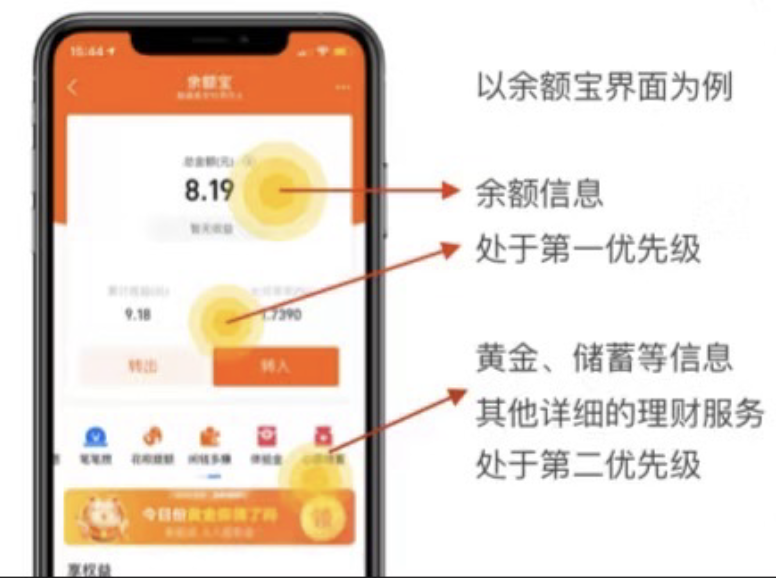 15:44
余额宝
以余额宝界面为例
总金额(元)
8.19
余额信息
暂无收益
处于第一优先级
累计收益(元)
9.18
1.7390
转出
转入
黄金、储蓄等信息
其他详细的理财服务
处于第二优先级
笔笔攒
花呗提额
闲钱多赚
体验金
今日份黄金你领了吗
领
享权益